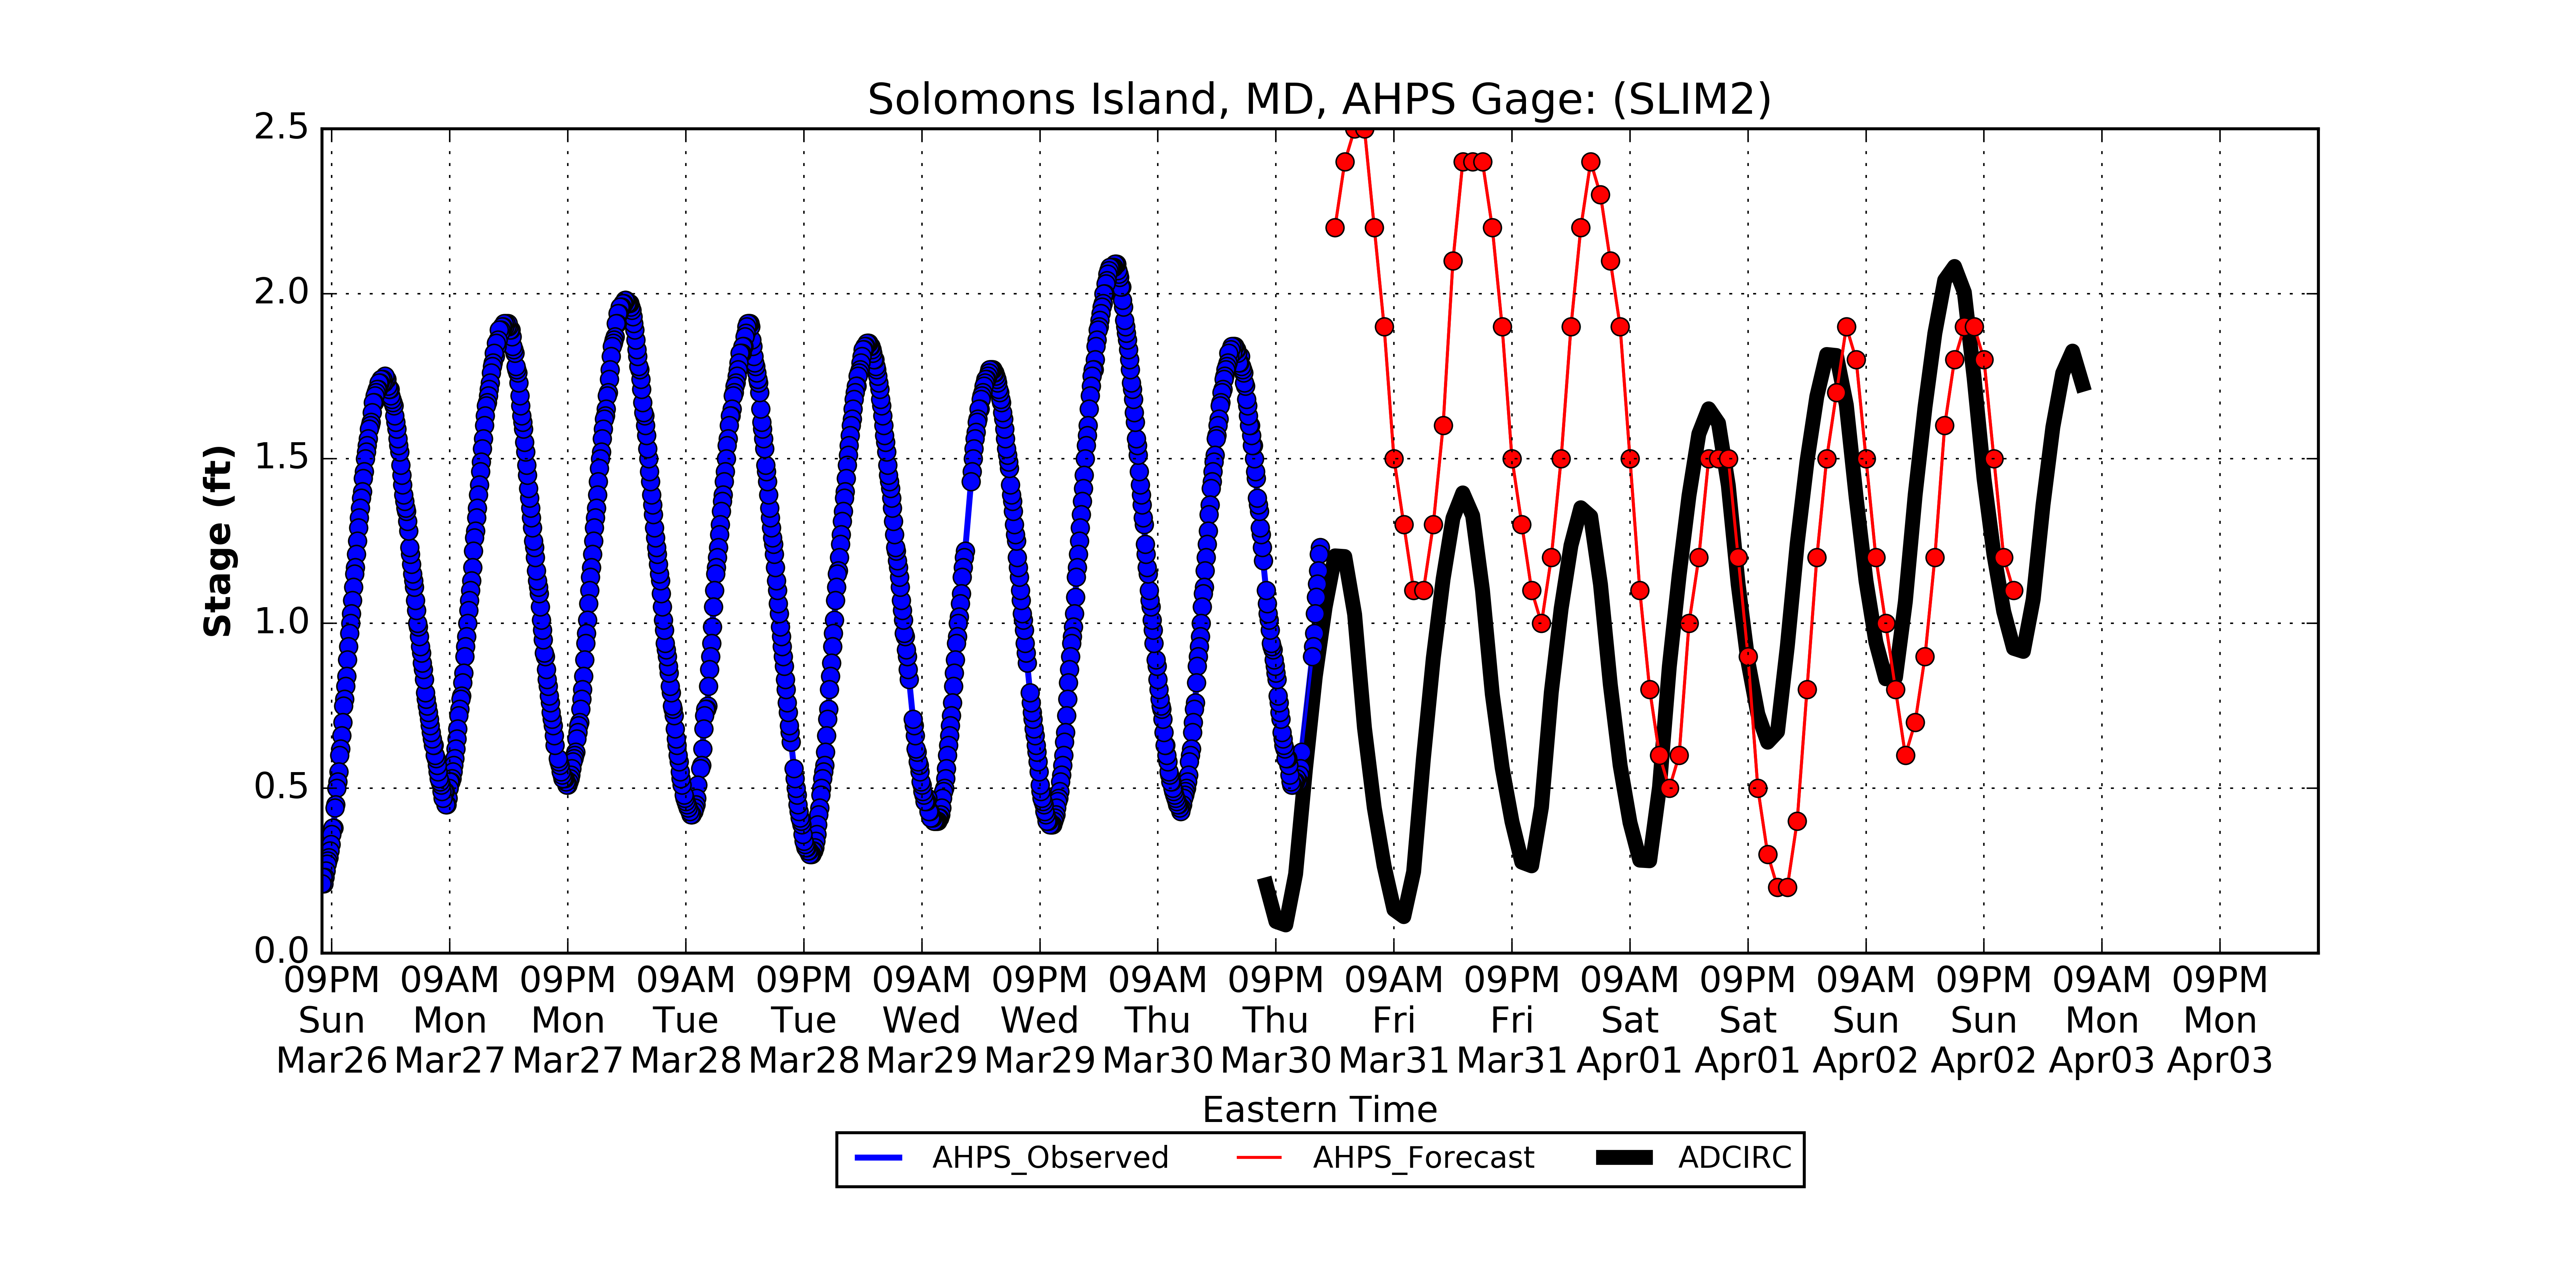 Solomons Island, MD, AHPS Gage: (SLIM2)
Stage (ft)
2.5
2.0
1.5
1.0
0.5
0.0
09PM 09AM 09PM 09AM 09PM 09AM 09PM 09AM 09PM 09AM 09PM 09AM 09PM 09AM 09PM 09AM 09PM
Sun Mon Mon Tue Tue Wed Wed Thu Thu Fri Fri Sat Sat Sun Sun Mon Mon
Mar26 Mar27 Mar27 Mar28 Mar28 Mar29 Mar29 Mar30 Mar30 Mar31 Mar31 Apr01 Apr01 Apr02 Apr02 Apr03 Apr03
Eastern Time
AHPS_Observed AHPS_Forecast ADCIRC